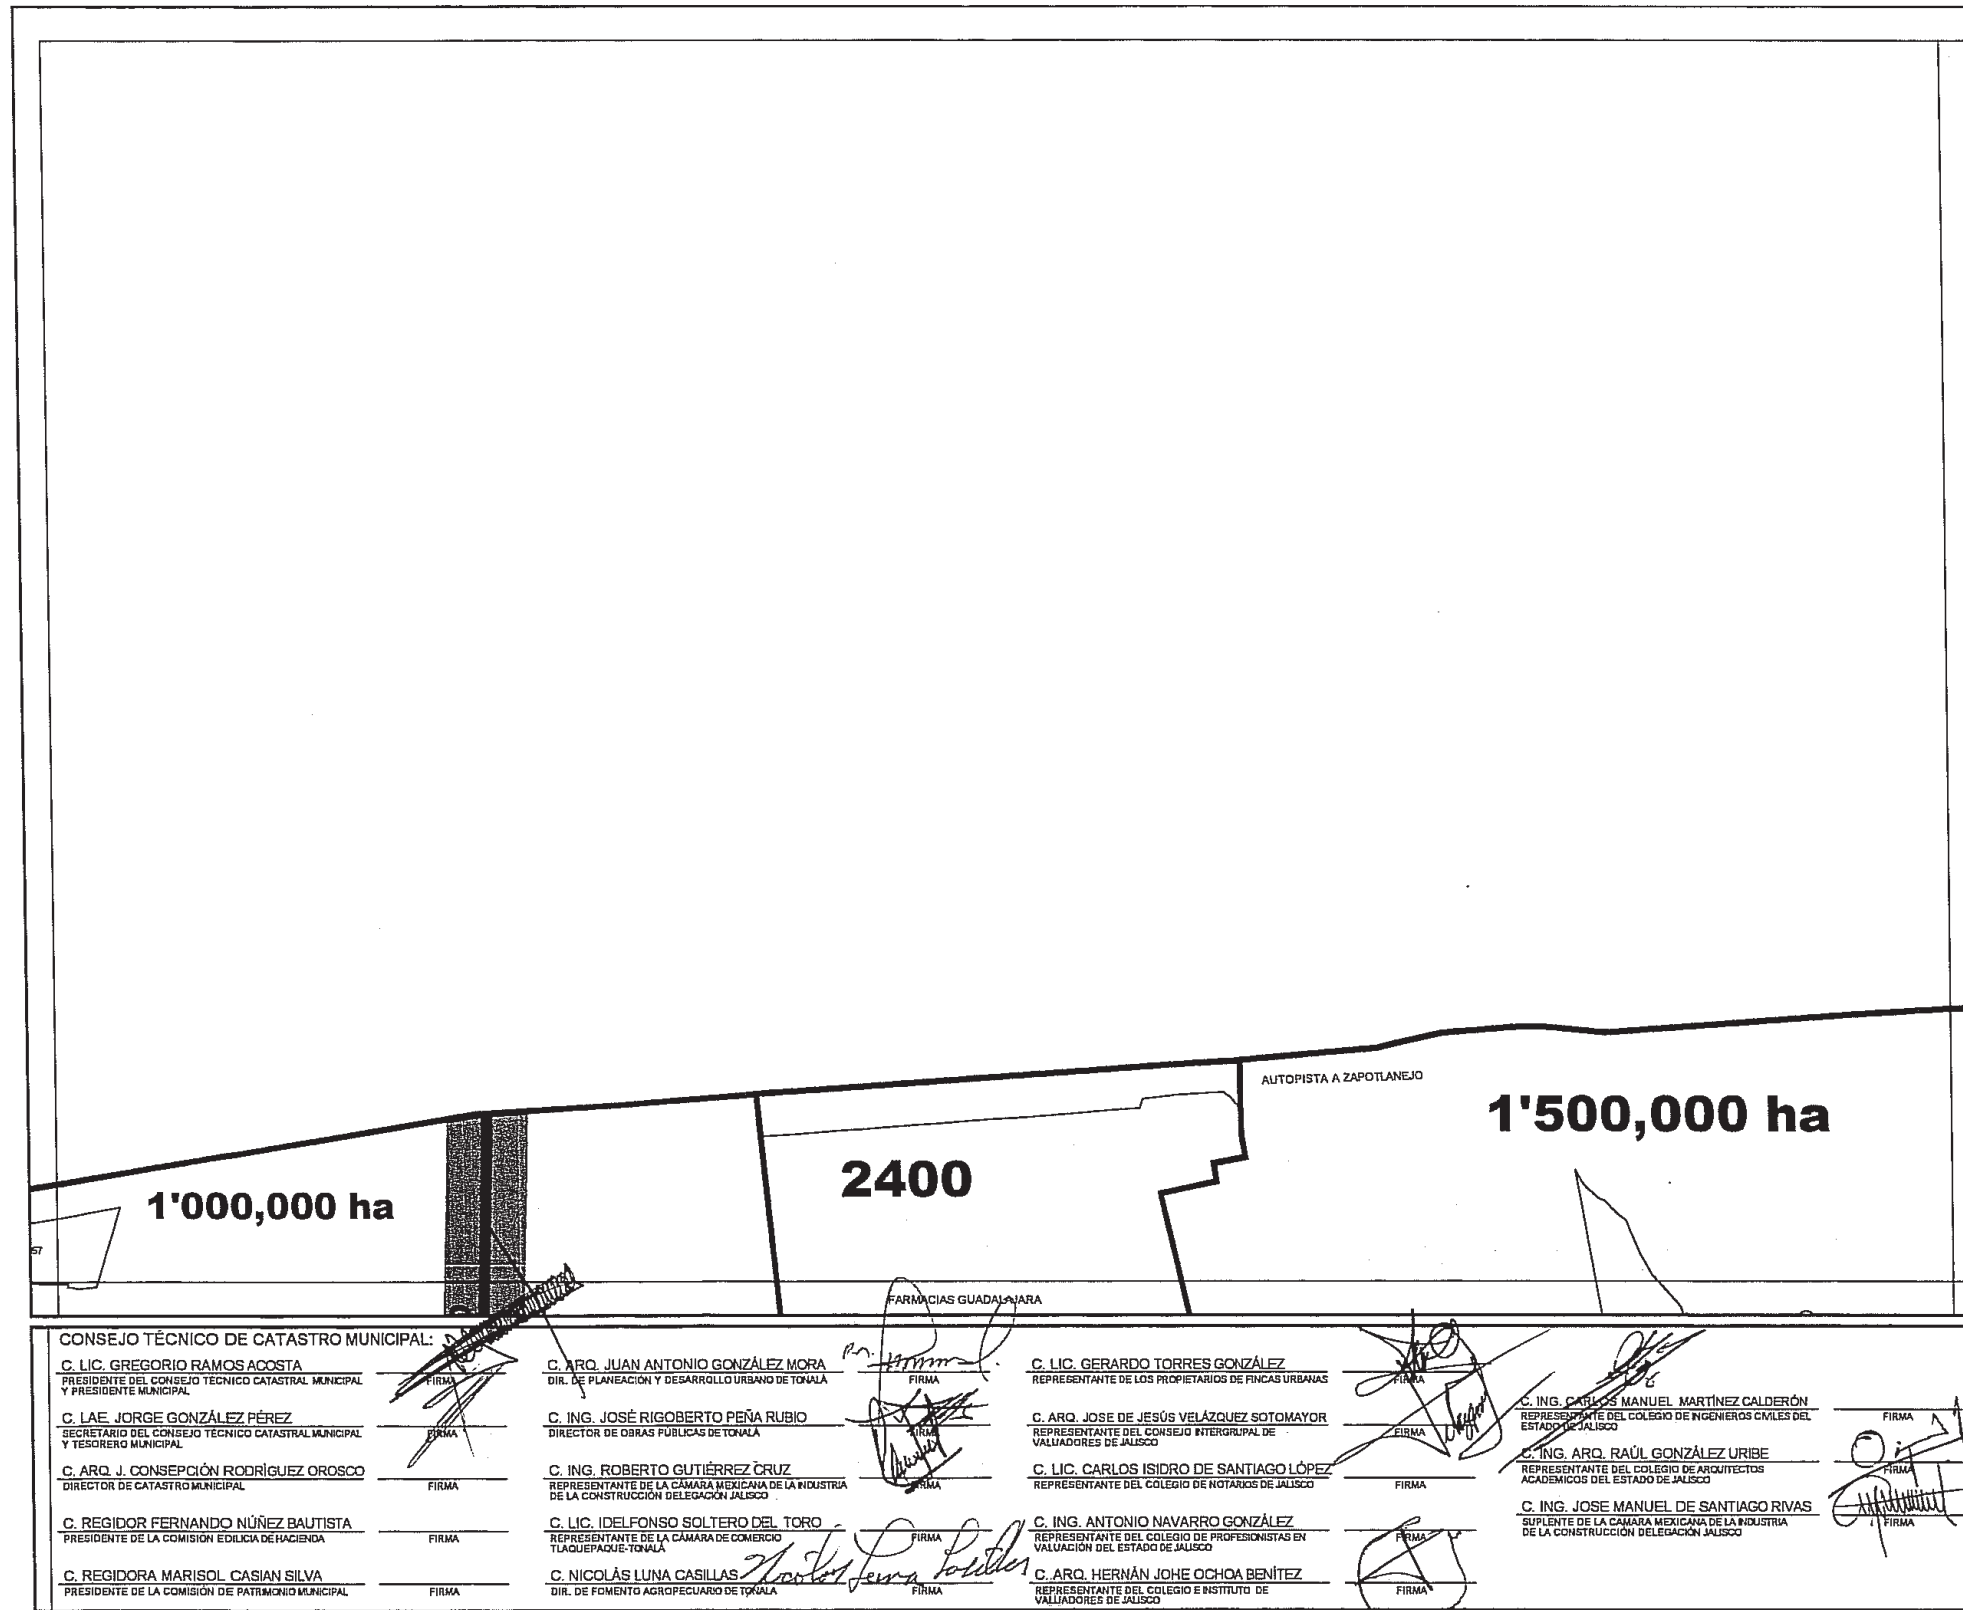 AUTOPISTA A ZAPOTLANEJO
1'500,000 ha
2400
1'000,000 ha
57
FARMACIAS GUADALAJARA
CONSEJO TÉCNICO DE CATASTRO MUNICIPAL:
C. LIC. GREGORIO RAMOS ACOSTA
PRESIDENTE DEL CONSEJO TÉCNICO CATASTRAL MUNICIPAL
Y PRESIDENTE MUNICIPAL
FIRMA
C. LAE. JORGE GONZÁLEZ PÉREZ
SECRETARIO DEL CONSEJO TÉCNICO CATASTRAL MUNICIPAL
Y TESORERO MUNICIPAL
FIRMA
C. ARQ. J. CONSEPCIÓN RODRÍGUEZ OROSCO
DIRECTOR DE CATASTRO MUNICIPAL
FIRMA
C. REGIDOR FERNANDO NÚÑEZ BAUTISTA
PRESIDENTE DE LA COMISIÓN EDILICIA DE HACIENDA
FIRMA
C. REGIDORA MARISOL CASIAN SILVA
PRESIDENTE DE LA COMISIÓN DE PATRIMONIO MUNICIPAL
FIRMA
C. ARQ. JUAN ANTONIO GONZÁLEZ MORA
DIR. DE PLANEACIÓN Y DESARROLLO URBANO DE TONALÁ
FIRMA
C. ING. JOSÉ RIGOBERTO PEÑA RUBIO
DIRECTOR DE OBRAS PÚBLICAS DE TONALÁ
FIRMA
C. ING. ROBERTO GUTIÉRREZ CRUZ
REPRESENTANTE DE LA CÁMARA MEXICANA DE LA INDUSTRIA
DE LA CONSTRUCCIÓN DELEGACIÓN JALISCO
FIRMA
C. LIC. IDELFONSO SOLTERO DEL TORO
REPRESENTANTE DE LA CÁMARA DE COMERCIO
TLAQUEPAQUE-TONALÁ
FIRMA
C. NICOLÁS LUNA CASILLAS
DIR. DE FOMENTO AGROPECUARIO DE TONALA
Nicolas Luna Casillas
FIRMA
C. LIC. GERARDO TORRES GONZÁLEZ
REPRESENTANTE DE LOS PROPIETARIOS DE FINCAS URBANAS
FIRMA
C. ARQ. JOSE DE JESÚS VELÁZQUEZ SOTOMAYOR
REPRESENTANTE DEL CONSEJO INTERGRUPAL DE
VALUADORES DE JALISCO
FIRMA
C. LIC. CARLOS ISIDRO DE SANTIAGO LÓPEZ
REPRESENTANTE DEL COLEGIO DE NOTARIOS DE JALISCO
FIRMA
C. ING. ANTONIO NAVARRO GONZÁLEZ
REPRESENTANTE DEL COLEGIO DE PROFESIONISTAS EN
VALUACIÓN DEL ESTADO DE JALISCO
FIRMA
C. ARQ. HERNÁN JOHE OCHOA BENÍTEZ
REPRESENTANTE DEL COLEGIO E INSTITUTO DE
VALUADORES DE JALISCO
FIRMA
C. ING. CARLOS MANUEL MARTÍNEZ CALDERÓN
REPRESENTANTE DEL COLEGIO DE INGENIEROS CIVILES DEL
ESTADO DE JALISCO
FIRMA
C. ING. ARQ. RAÚL GONZÁLEZ URIBE
REPRESENTANTE DEL COLEGIO DE ARQUITECTOS
ACADEMICOS DEL ESTADO DE JALISCO
FIRMA
C. ING. JOSE MANUEL DE SANTIAGO RIVAS
SUPLENTE DE LA CÁMARA MEXICANA DE LA INDUSTRIA
DE LA CONSTRUCCIÓN DELEGACIÓN JALISCO
FIRMA